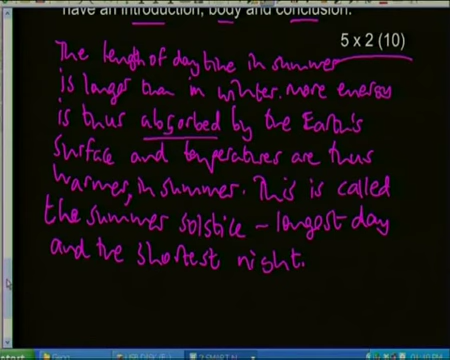 have an introduction, body and conclusion.
5 x 2 (10)
The length of daytime in summer
is longer than in winter. more energy
is thus absorbed by the Earth's
surface and temperatures are thus
warmer, in summer. This is called
the summer solstice – longest day
and the shortest night.
start